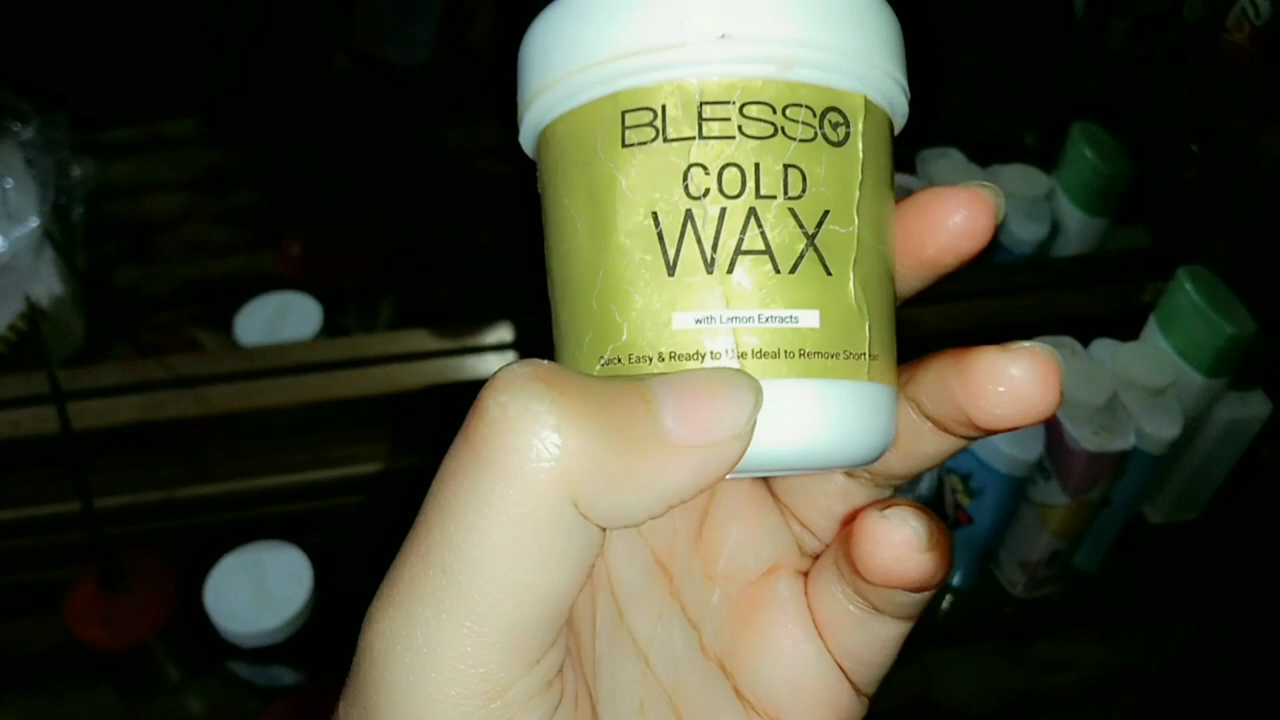 BLESSO
COLD
WAX
with Lemon Extracts
Quick, Easy & Ready to Use Ideal to Remove Short